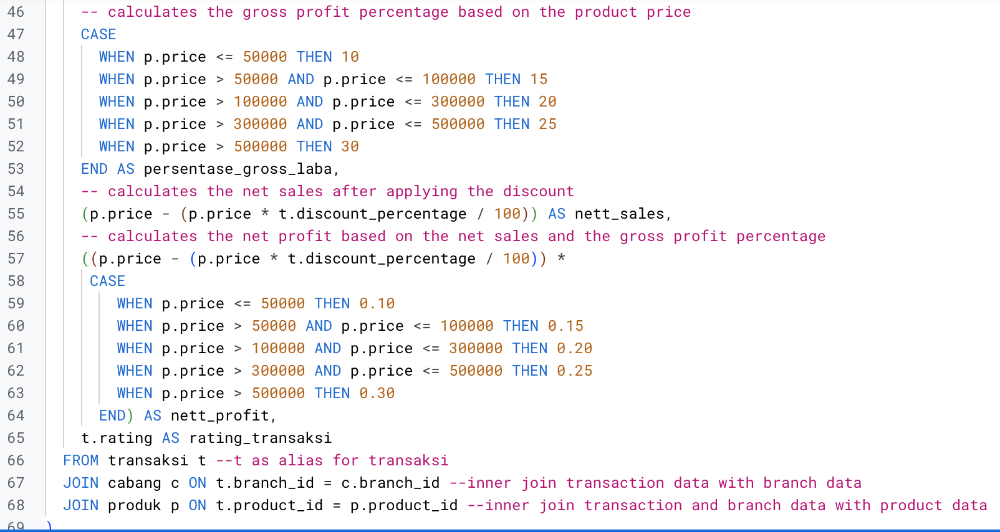 46 -- calculates the gross profit percentage based on the product price
47 CASE
48 WHEN p.price <= 50000 THEN 10
49 WHEN p.price > 50000 AND p.price <= 100000 THEN 15
50 WHEN p.price > 100000 AND p.price <= 300000 THEN 20
51 WHEN p.price > 300000 AND p.price <= 500000 THEN 25
52 WHEN p.price > 500000 THEN 30
53 END AS persentase_gross_laba,
54 -- calculates the net sales after applying the discount
55 (p.price - (p.price * t.discount_percentage / 100)) AS nett_sales,
56 -- calculates the net profit based on the net sales and the gross profit percentage
57 ((p.price - (p.price * t.discount_percentage / 100)) *
58 CASE
59 WHEN p.price <= 50000 THEN 0.10
60 WHEN p.price > 50000 AND p.price <= 100000 THEN 0.15
61 WHEN p.price > 100000 AND p.price <= 300000 THEN 0.20
62 WHEN p.price > 300000 AND p.price <= 500000 THEN 0.25
63 WHEN p.price > 500000 THEN 0.30
64 END) AS nett_profit,
65 t.rating AS rating_transaksi
66 FROM transaksi t --t as alias for transaksi
67 JOIN cabang c ON t.branch_id = c.branch_id --inner join transaction data with branch data
68 JOIN produk p ON t.product_id = p.product_id --inner join transaction and branch data with product data
69 )